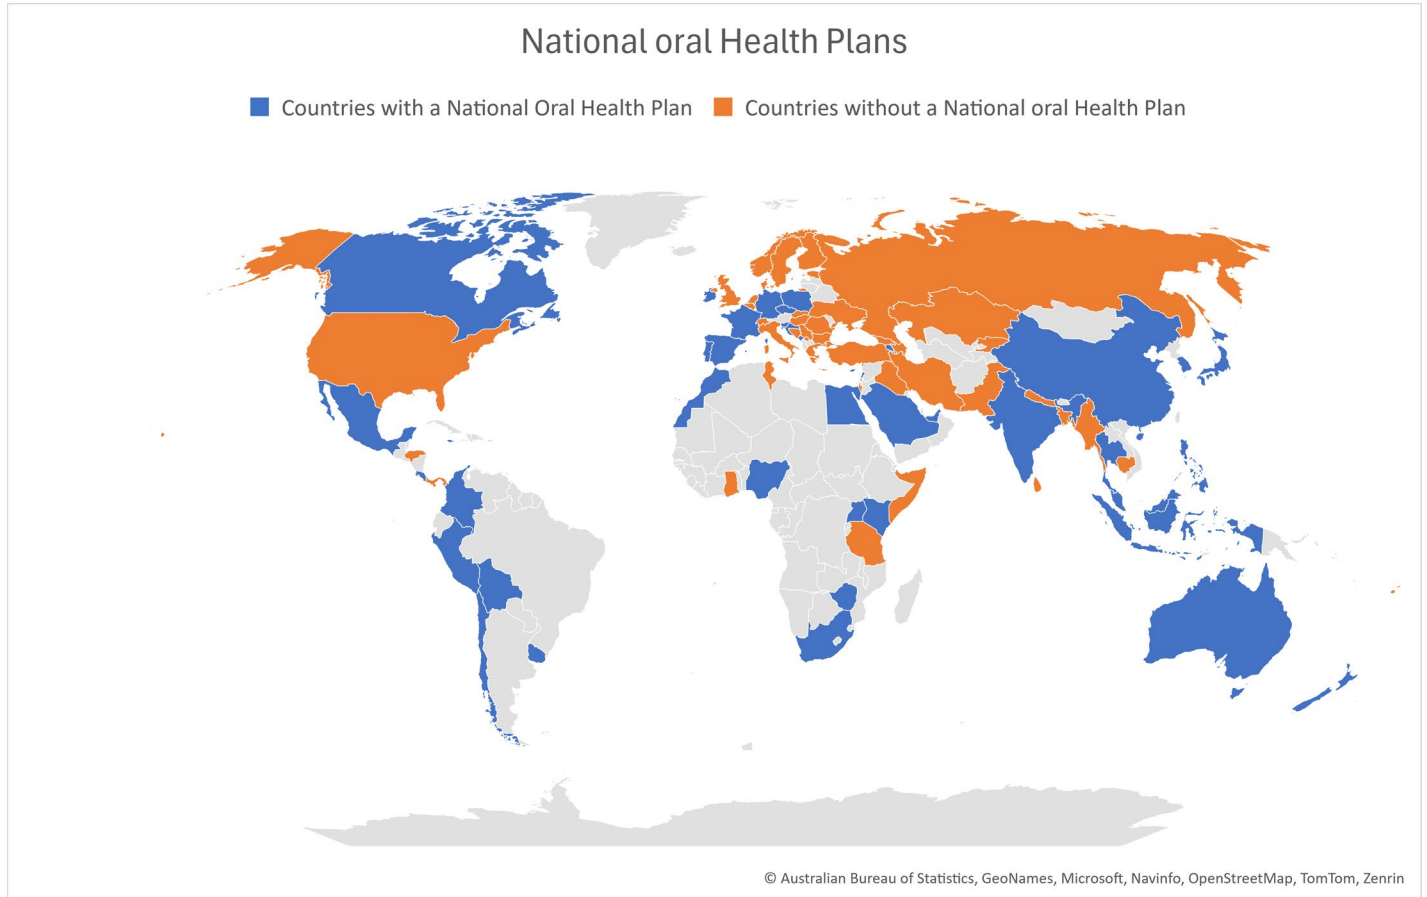 National oral Health Plans
Countries with a National Oral Health Plan Countries without a National oral Health Plan
© Australian Bureau of Statistics, GeoNames, Microsoft, Navinfo, OpenStreetMap, TomTom, Zenrin